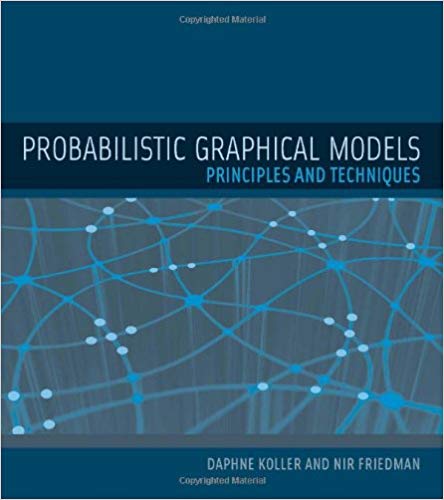 Copyrighted Material
PROBABILISTIC GRAPHICAL MODELS
PRINCIPLES AND TECHNIQUES
DAPHNE KOLLER AND NIR FRIEDMAN
Copyrighted Material